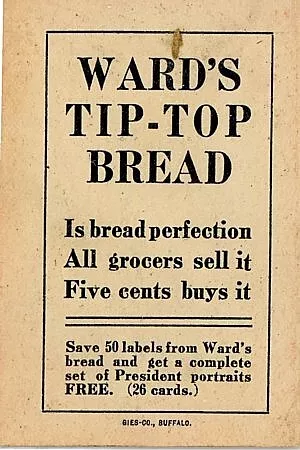 WARD'S
TIP-TOP
BREAD
Is bread perfection
All grocers sell it
Five cents buys it
Save 50 labels from Ward's
bread and get a complete
set of President portraits
FREE. (26 cards.)
GIES-CO., BUFFALO.